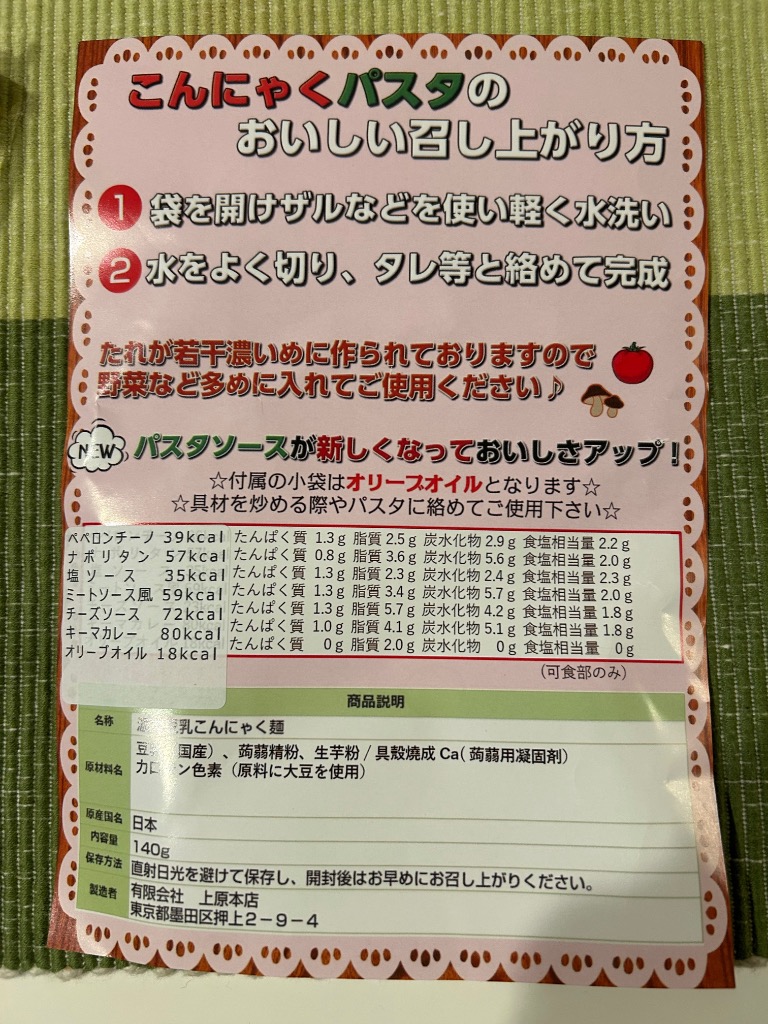 こんにゃくパスタの
おいしい召し上がり方
1 袋を開けザルなどを使い軽く水洗い
2 水をよく切り、タレ等と絡めて完成
たれが若干濃いめに作られておりますので
野菜など多めに入れてご使用ください♪
NEW パスタソースが新しくなっておいしさアップ！
☆付属の小袋はオリーブオイルとなります☆
☆具材を炒める際やパスタに絡めてご使用下さい☆
ペペロンチーノ 39kcal たんぱく質 1.3g 脂質 2.5g 炭水化物 2.9g 食塩相当量 2.2g
ナポリタン 57kcal たんぱく質 0.8g 脂質 3.6g 炭水化物 5.6g 食塩相当量 2.0g
塩ソース 35kcal たんぱく質 1.3g 脂質 2.3g 炭水化物 2.4g 食塩相当量 2.3g
ミートソース風 59kcal たんぱく質 1.3g 脂質 3.4g 炭水化物 5.7g 食塩相当量 2.0g
チーズソース 72kcal たんぱく質 1.3g 脂質 5.7g 炭水化物 4.2g 食塩相当量 1.8g
キーマカレー 80kcal たんぱく質 1.0g 脂質 4.1g 炭水化物 5.1g 食塩相当量 1.8g
オリーブオイル 18kcal たんぱく質 0g 脂質 2.0g 炭水化物 0g 食塩相当量 0g
（可食部のみ）
商品説明
名称 乳こんにゃく麺
原材料名 豆 国産）、蒟蒻精粉、生芋粉 / 貝殻焼成 Ca( 蒟蒻用凝固剤）
カロ ン色素（原料に大豆を使用）
原産国名 日本
内容量 140g
保存方法 直射日光を避けて保存し、開封後はお早めにお召し上がりください。
製造者 有限会社 上原本店
東京都墨田区押上２－９－４